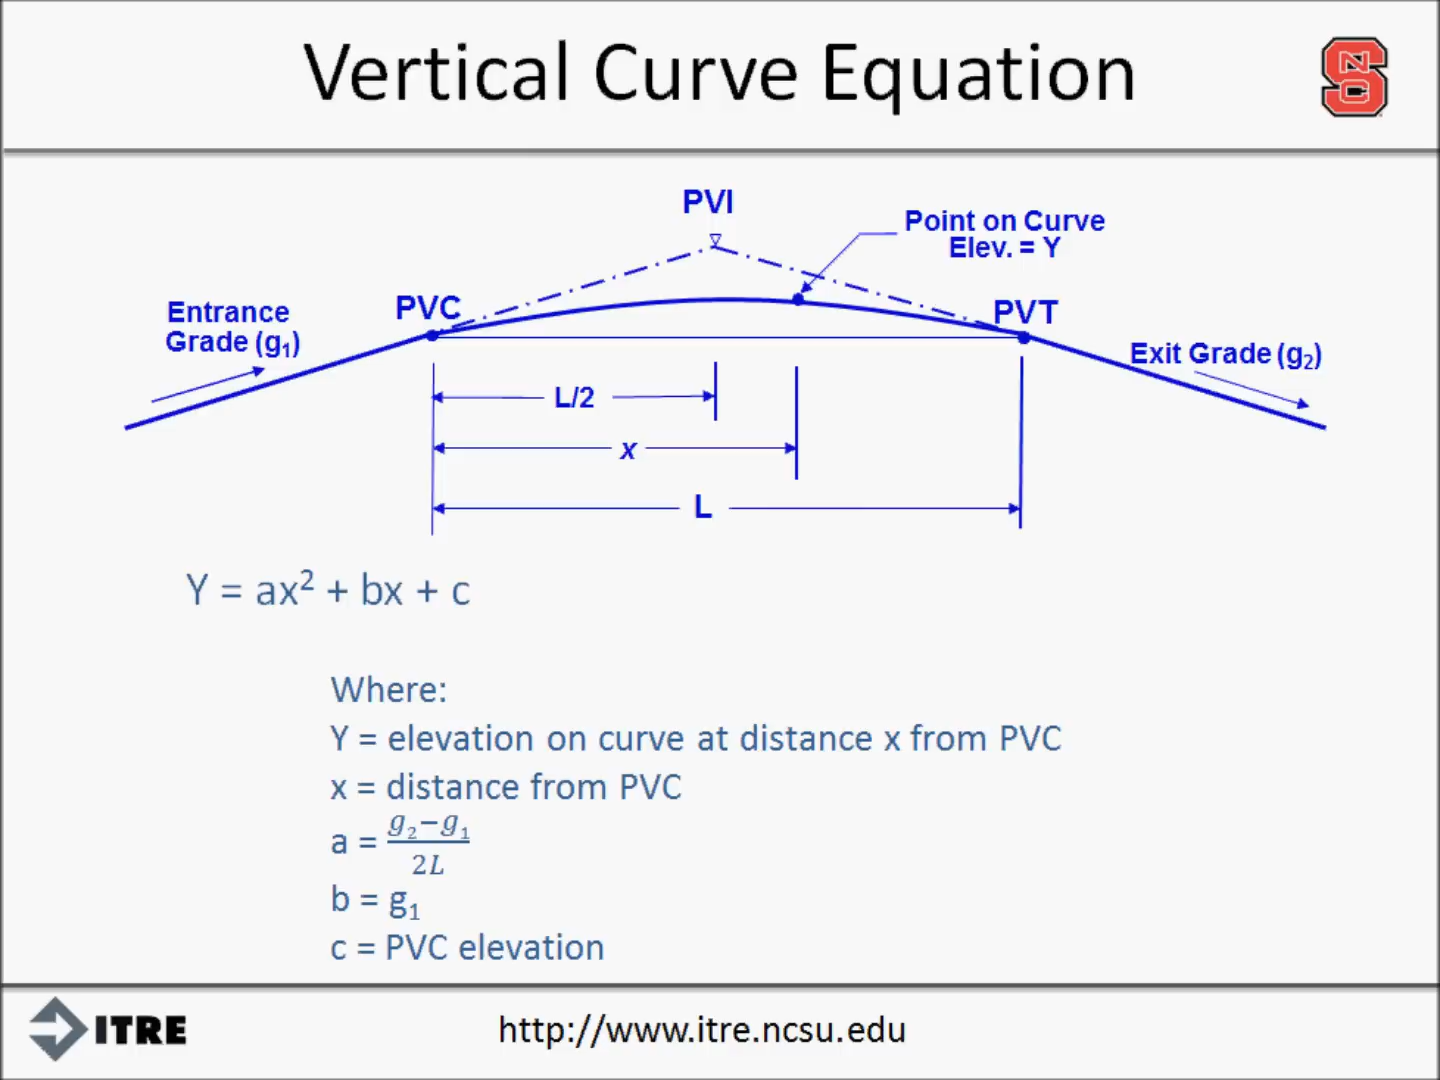 Vertical Curve Equation
NC
S
PVI
Point on Curve
Elev. = Y
PVC
PVT
Entrance
Grade (g₁)
Exit Grade (g₂)
L/2
x
L
Y = ax² + bx + c
Where:
Y = elevation on curve at distance x from PVC
x = distance from PVC
a = g₂−g₁
2L
b = g₁
c = PVC elevation
ITRE
http://www.itre.ncsu.edu